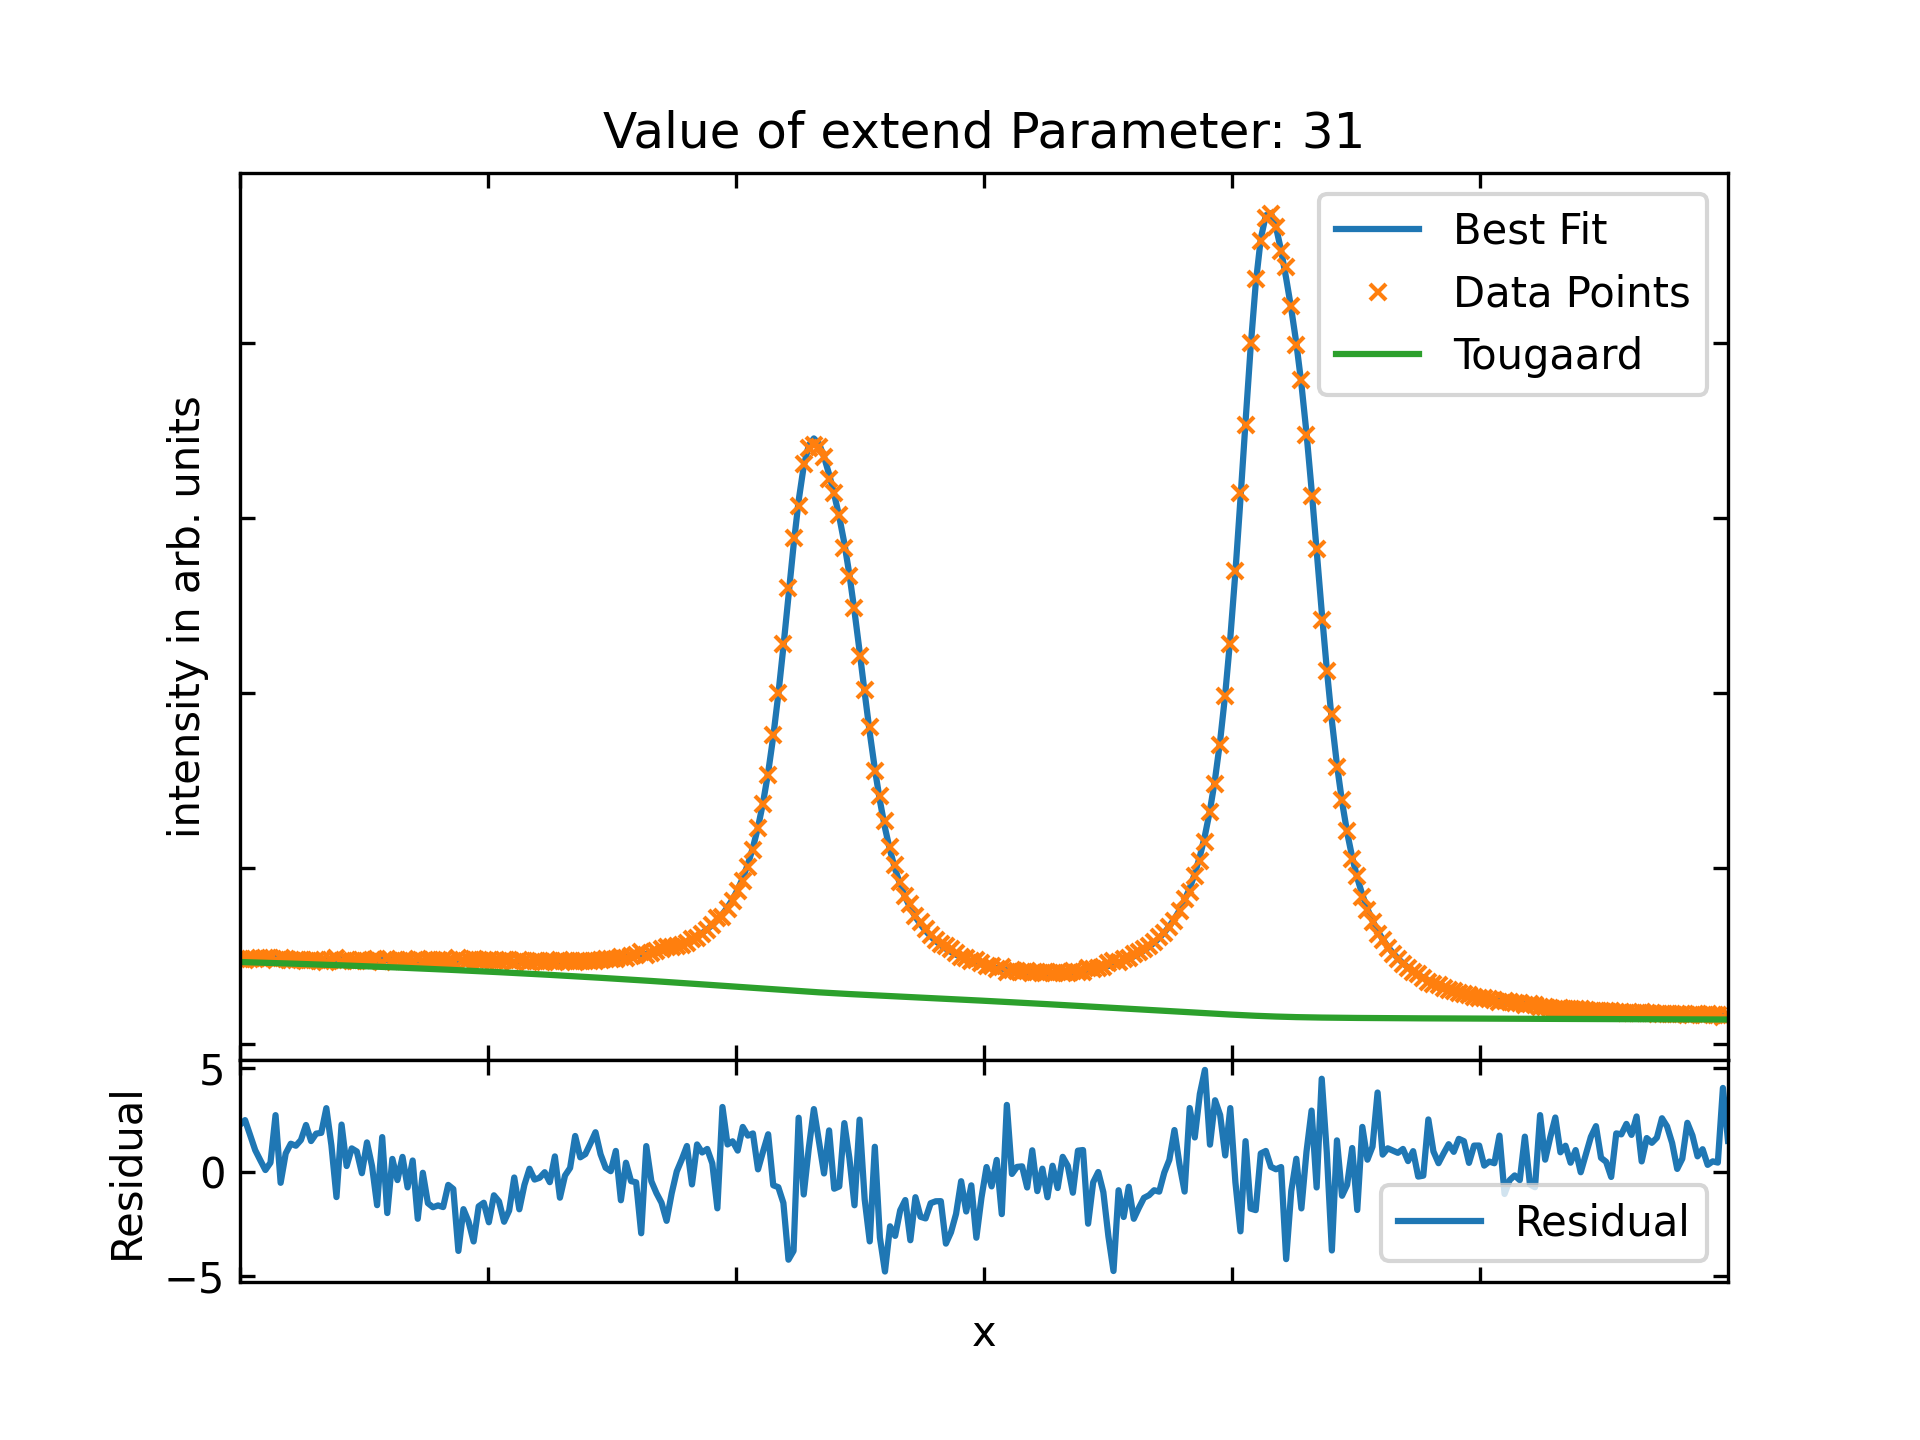 Value of extend Parameter: 31
Best Fit
Data Points
Tougaard
intensity in arb. units
5
0
−5
Residual
Residual
x